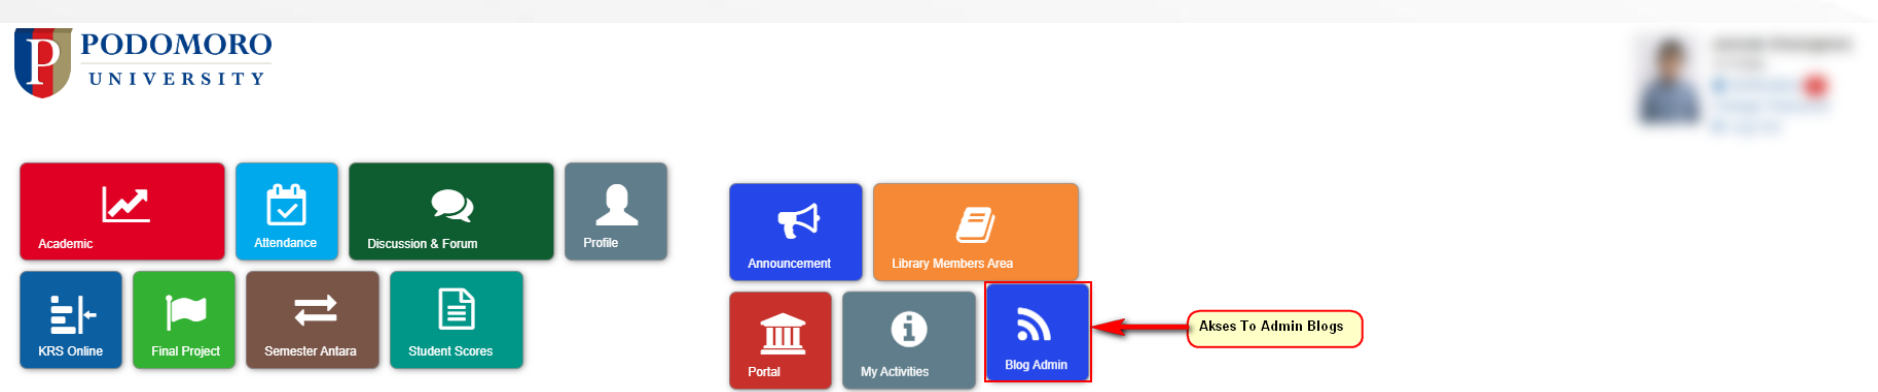 PODOMORO
UNIVERSITY
Academic
Attendance
Discussion & Forum
Profile
KRS Online
Final Project
Semester Antara
Student Scores
Announcement
Library Members Area
Portal
My Activities
Blog Admin
Akses To Admin Blogs